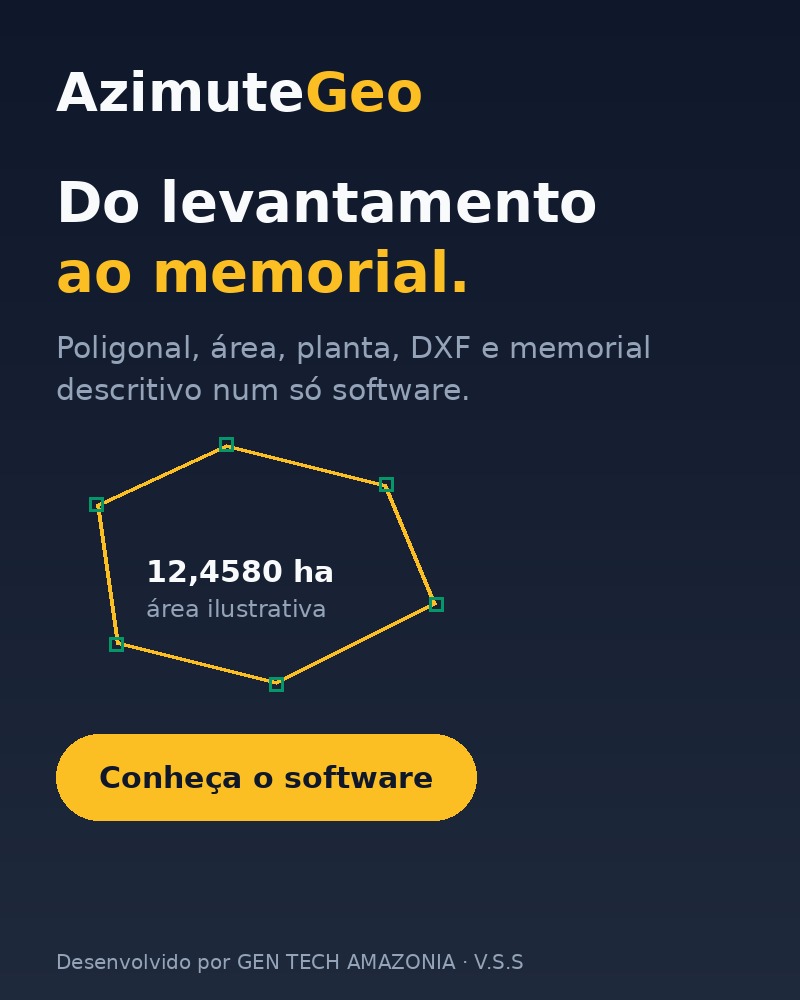 AzimuteGeo
Do levantamento
ao memorial.
Poligonal, área, planta, DXF e memorial
descritivo num só software.
12,4580 ha
área ilustrativa
Conheça o software
Desenvolvido por GEN TECH AMAZONIA · V.S.S